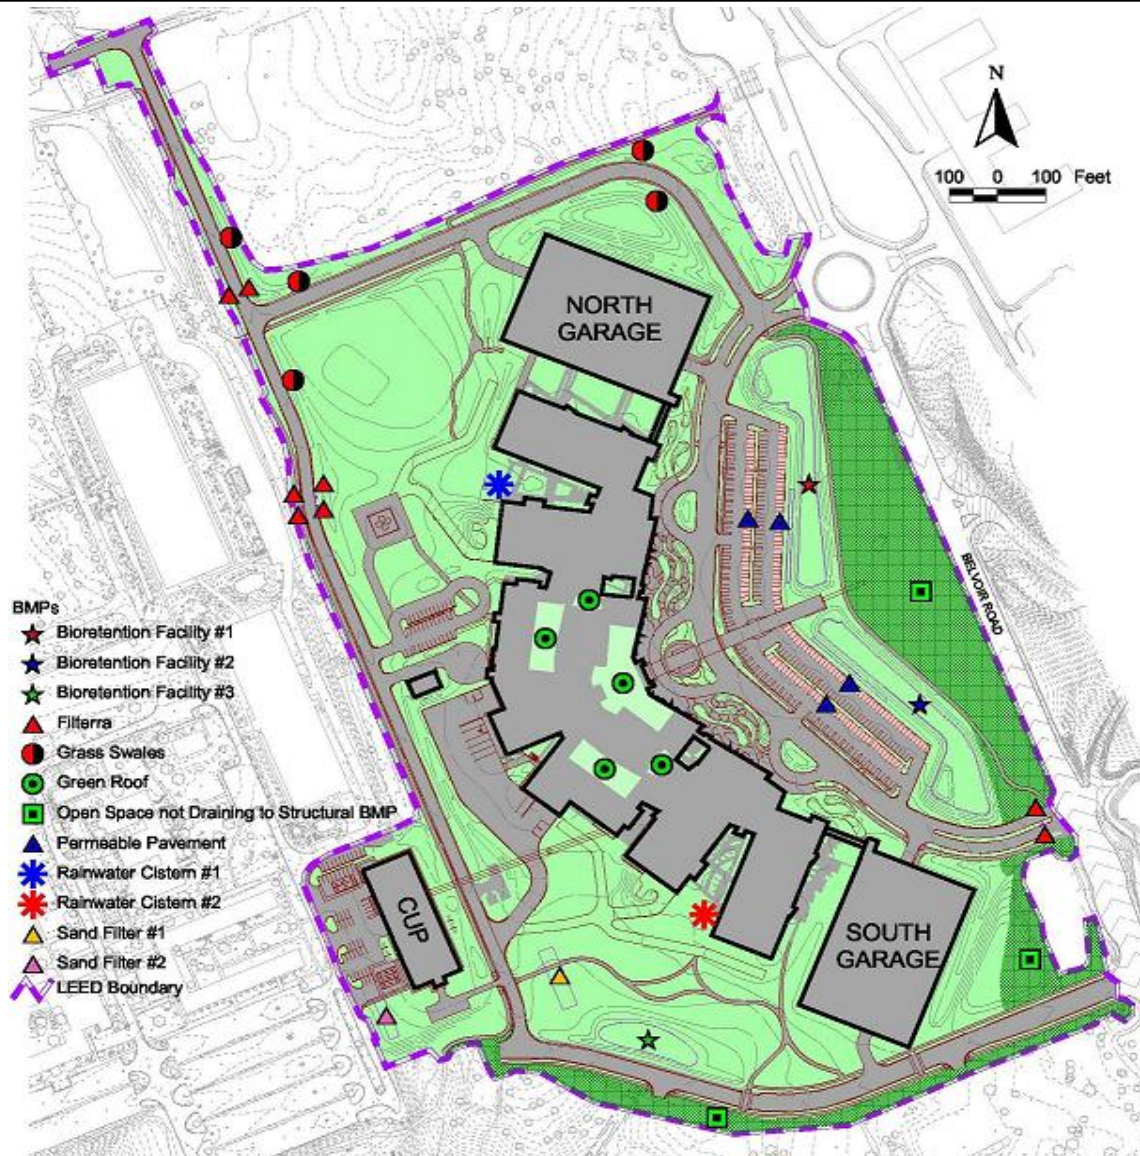 N
100 0 100 Feet
NORTH
GARAGE
BELVOIR ROAD
BMPs
Bioretention Facility #1
Bioretention Facility #2
Bioretention Facility #3
Filterra
Grass Swales
Green Roof
Open Space not Draining to Structural BMP
Permeable Pavement
Rainwater Cistern #1
Rainwater Cistern #2
Sand Filter #1
Sand Filter #2
LEED Boundary
CUP
SOUTH
GARAGE